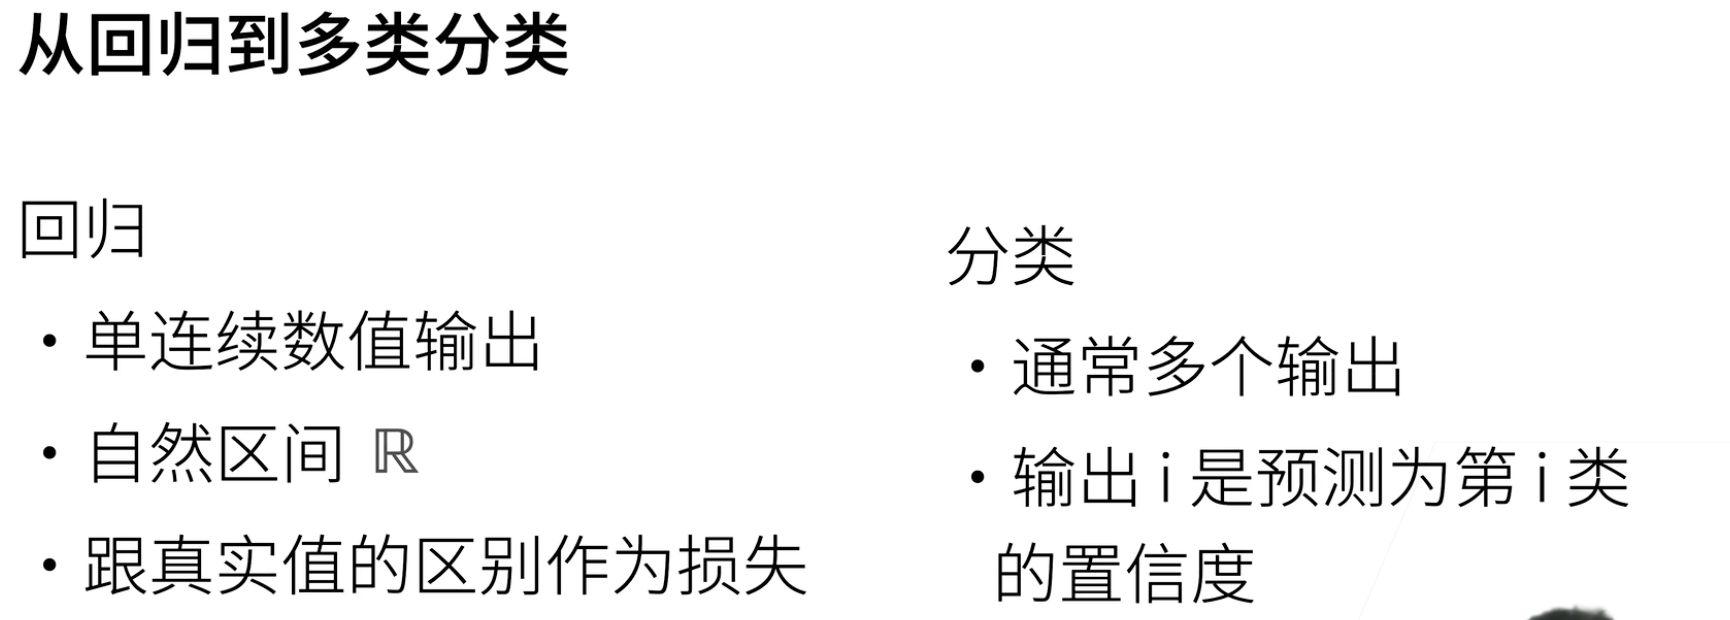 从回归到多类分类
回归
• 单连续数值输出
• 自然区间 ℝ
• 跟真实值的区别作为损失
分类
• 通常多个输出
• 输出 i 是预测为第 i 类
的置信度